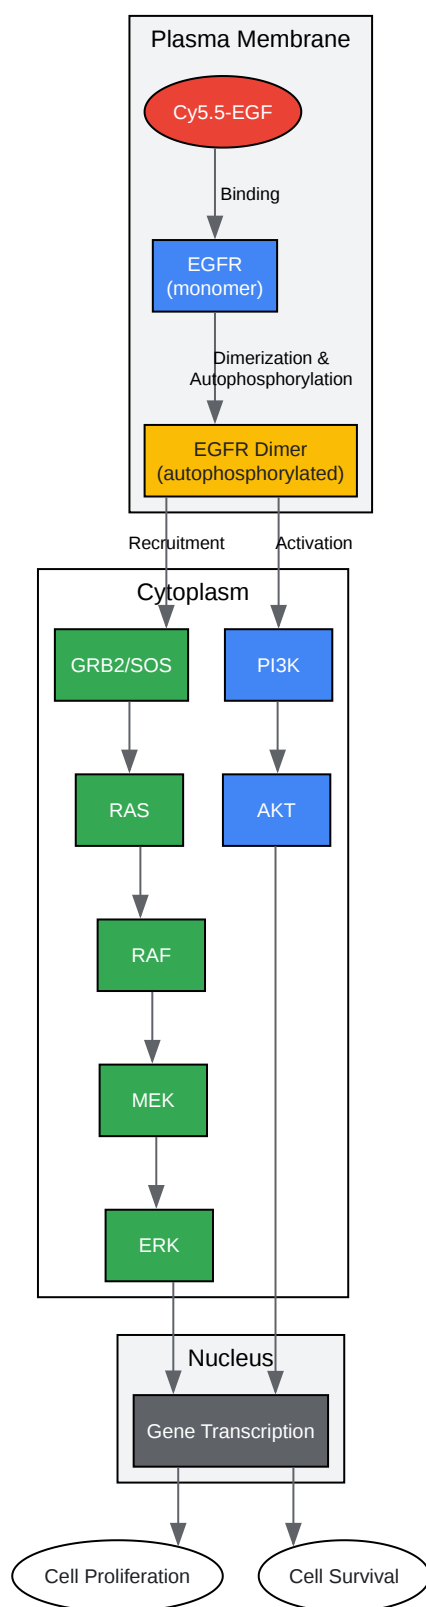 Plasma Membrane
Cy5.5-EGF
Binding
EGFR
(monomer)
Dimerization &
Autophosphorylation
EGFR Dimer
(autophosphorylated)
Recruitment
Activation
Cytoplasm
GRB2/SOS
PI3K
RAS
AKT
RAF
MEK
ERK
Nucleus
Gene Transcription
Cell Proliferation
Cell Survival